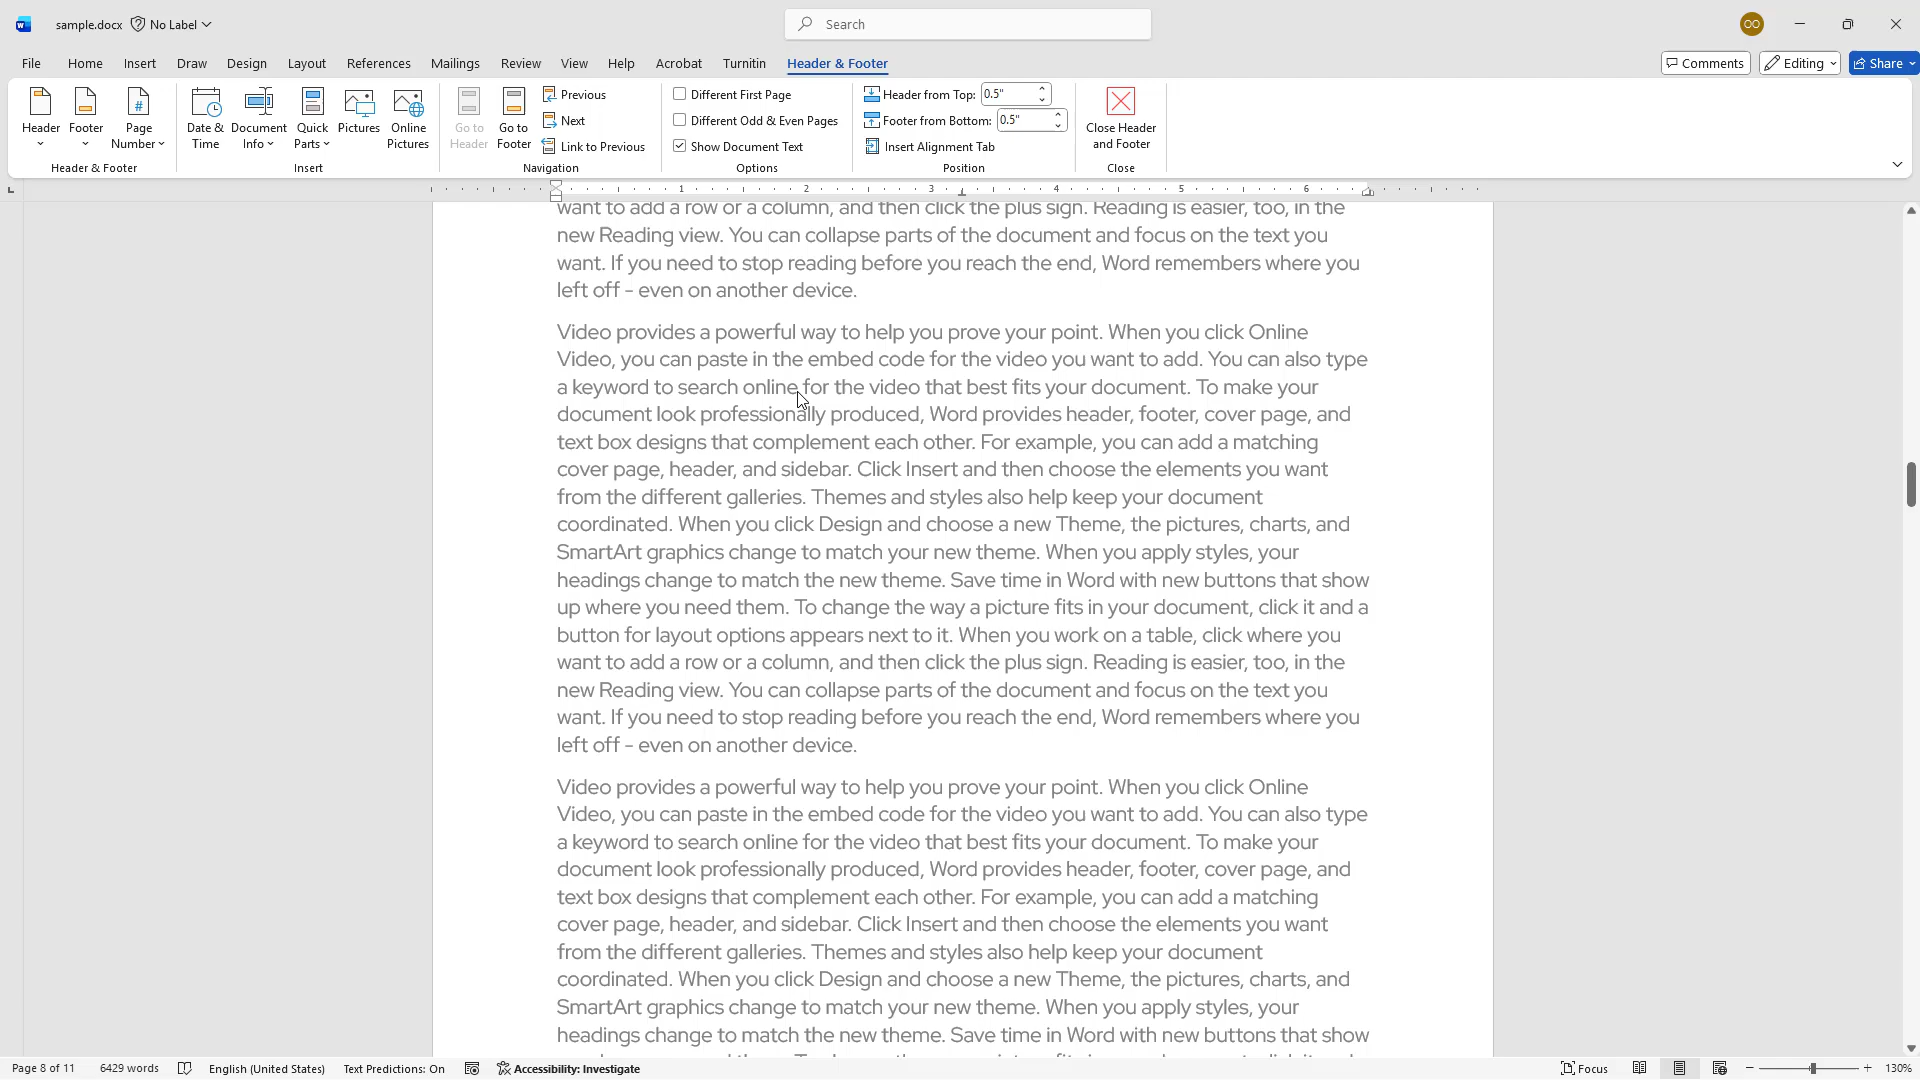 sample.docx No Label
Search
OO
File Home Insert Draw Design Layout References Mailings Review View Help Acrobat Turnitin Header & Footer
Comments Editing Share
Header
Footer
Page Number
Header & Footer
Date & Time
Document Info
Quick Parts
Pictures
Online Pictures
Insert
Go to Header
Go to Footer
Previous
Next
Link to Previous
Navigation
Different First Page
Different Odd & Even Pages
Show Document Text
Options
Header from Top: 0.5"
Footer from Bottom: 0.5"
Insert Alignment Tab
Position
Close Header and Footer
Close
1 2 3 4 5 6
want to add a row or a column, and then click the plus sign. Reading is easier, too, in the
new Reading view. You can collapse parts of the document and focus on the text you
want. If you need to stop reading before you reach the end, Word remembers where you
left off - even on another device.
Video provides a powerful way to help you prove your point. When you click Online
Video, you can paste in the embed code for the video you want to add. You can also type
a keyword to search online for the video that best fits your document. To make your
document look professionally produced, Word provides header, footer, cover page, and
text box designs that complement each other. For example, you can add a matching
cover page, header, and sidebar. Click Insert and then choose the elements you want
from the different galleries. Themes and styles also help keep your document
coordinated. When you click Design and choose a new Theme, the pictures, charts, and
SmartArt graphics change to match your new theme. When you apply styles, your
headings change to match the new theme. Save time in Word with new buttons that show
up where you need them. To change the way a picture fits in your document, click it and a
button for layout options appears next to it. When you work on a table, click where you
want to add a row or a column, and then click the plus sign. Reading is easier, too, in the
new Reading view. You can collapse parts of the document and focus on the text you
want. If you need to stop reading before you reach the end, Word remembers where you
left off - even on another device.
Video provides a powerful way to help you prove your point. When you click Online
Video, you can paste in the embed code for the video you want to add. You can also type
a keyword to search online for the video that best fits your document. To make your
document look professionally produced, Word provides header, footer, cover page, and
text box designs that complement each other. For example, you can add a matching
cover page, header, and sidebar. Click Insert and then choose the elements you want
from the different galleries. Themes and styles also help keep your document
coordinated. When you click Design and choose a new Theme, the pictures, charts, and
SmartArt graphics change to match your new theme. When you apply styles, your
headings change to match the new theme. Save time in Word with new buttons that show
Page 8 of 11 6429 words English (United States) Text Predictions: On Accessibility: Investigate Focus 130%